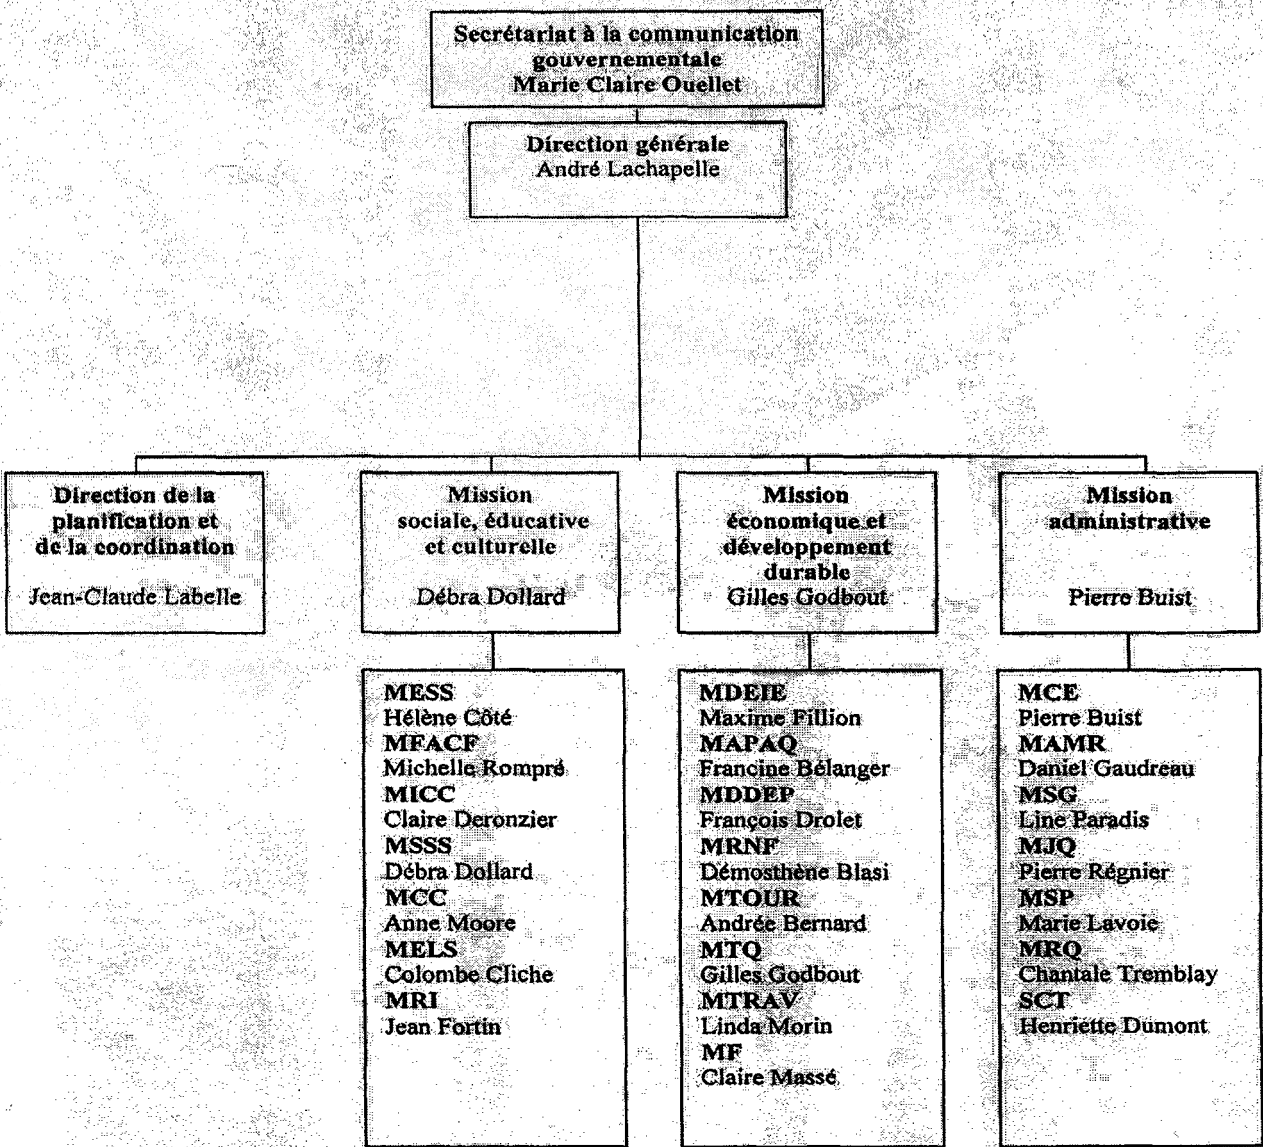 Secrétariat à la communication
gouvernementale
Marie Claire Ouellet
Direction générale
André Lachapelle
Direction de la
planification et
de la coordination
Jean-Claude Labelle
Mission
sociale, éducative
et culturelle
Débra Dollard
Mission
économique et
développement
durable
Gilles Godbout
Mission
administrative
Pierre Buist
MESS
Hélène Côté
MFACF
Michelle Rompré
MICC
Claire Deronzier
MSSS
Débra Dollard
MCC
Anne Moore
MELS
Colombe Cliche
MRI
Jean Fortin
MDEIE
Maxime Fillion
MAPAQ
Francine Bélanger
MDDEP
François Drolet
MRNF
Démosthène Blasi
MTOUR
Andrée Bernard
MTQ
Gilles Godbout
MTRAV
Linda Morin
MF
Claire Massé
MCE
Pierre Buist
MAMR
Daniel Gaudreau
MSG
Line Paradis
MJQ
Pierre Régnier
MSP
Marie Lavoie
MRQ
Chantale Tremblay
SCT
Henriette Dumont